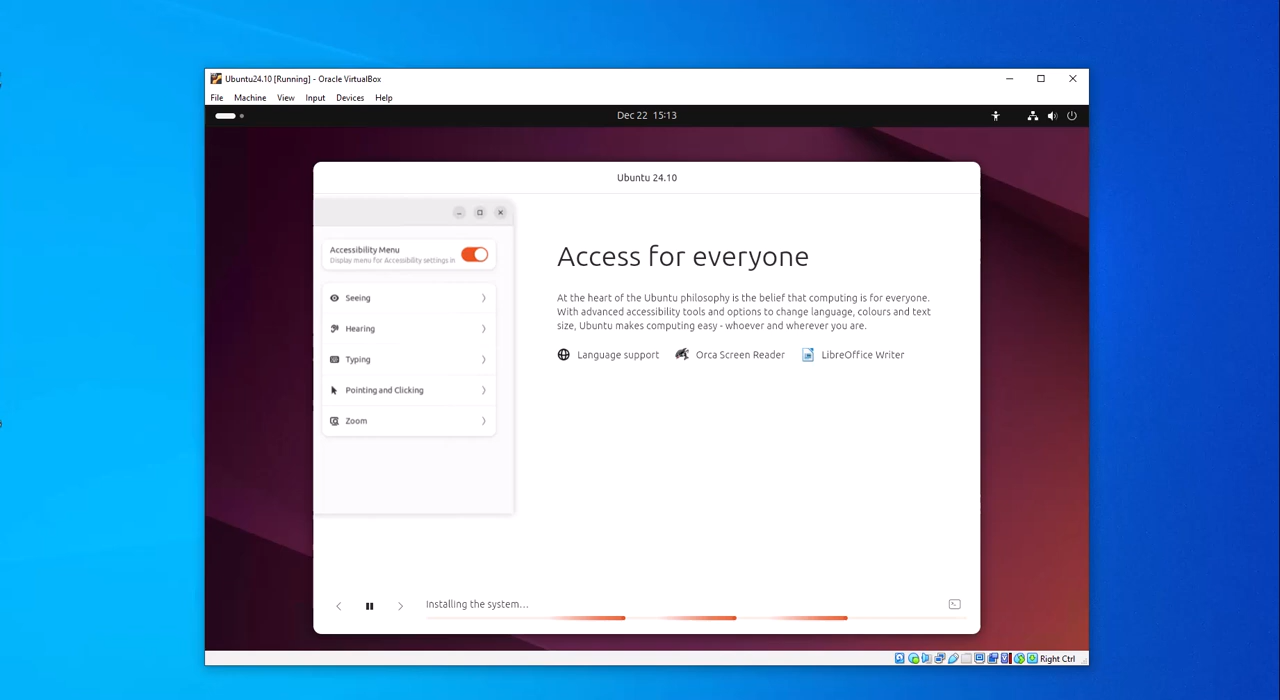 Ubuntu24.10 [Running] - Oracle VirtualBox
File Machine View Input Devices Help
Dec 22 15:13
Ubuntu 24.10
Accessibility Menu
Display menu for Accessibility settings in
Seeing
Hearing
Typing
Pointing and Clicking
Zoom
Access for everyone
At the heart of the Ubuntu philosophy is the belief that computing is for everyone.
With advanced accessibility tools and options to change language, colours and text
size, Ubuntu makes computing easy - whoever and wherever you are.
Language support Orca Screen Reader LibreOffice Writer
Installing the system...
Right Ctrl